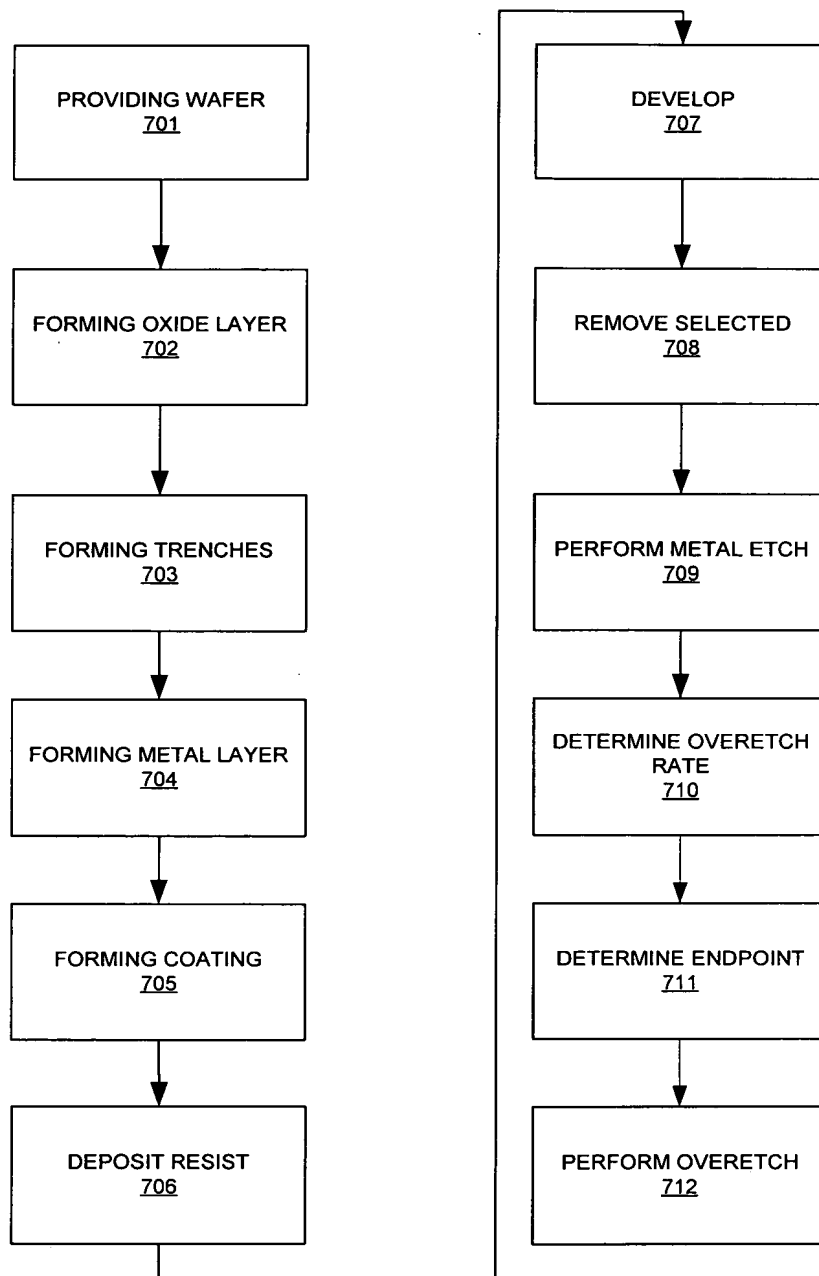 PROVIDING WAFER
701
FORMING OXIDE LAYER
702
FORMING TRENCHES
703
FORMING METAL LAYER
704
FORMING COATING
705
DEPOSIT RESIST
706
DEVELOP
707
REMOVE SELECTED
708
PERFORM METAL ETCH
709
DETERMINE OVERETCH
RATE
710
DETERMINE ENDPOINT
711
PERFORM OVERETCH
712